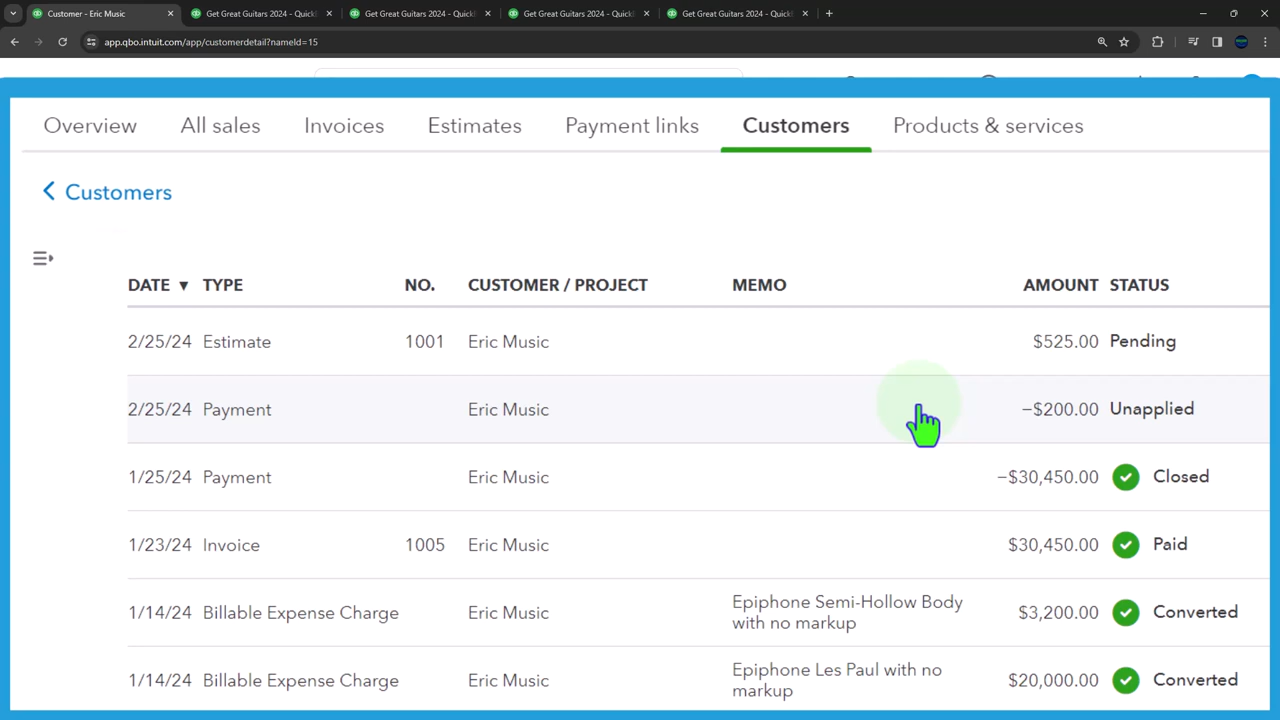 Customer - Eric Music
Get Great Guitars 2024 - Quick
Get Great Guitars 2024 - Quick
Get Great Guitars 2024 - Quick
Get Great Guitars 2024 - Quick
app.qbo.intuit.com/app/customerdetail?nameId=15
Overview All sales Invoices Estimates Payment links Customers Products & services
Customers
DATE ▼ TYPE NO. CUSTOMER / PROJECT MEMO AMOUNT STATUS
2/25/24 Estimate 1001 Eric Music $525.00 Pending
2/25/24 Payment Eric Music −$200.00 Unapplied
1/25/24 Payment Eric Music −$30,450.00 Closed
1/23/24 Invoice 1005 Eric Music $30,450.00 Paid
1/14/24 Billable Expense Charge Eric Music Epiphone Semi-Hollow Body $3,200.00 Converted
with no markup
1/14/24 Billable Expense Charge Eric Music Epiphone Les Paul with no $20,000.00 Converted
markup